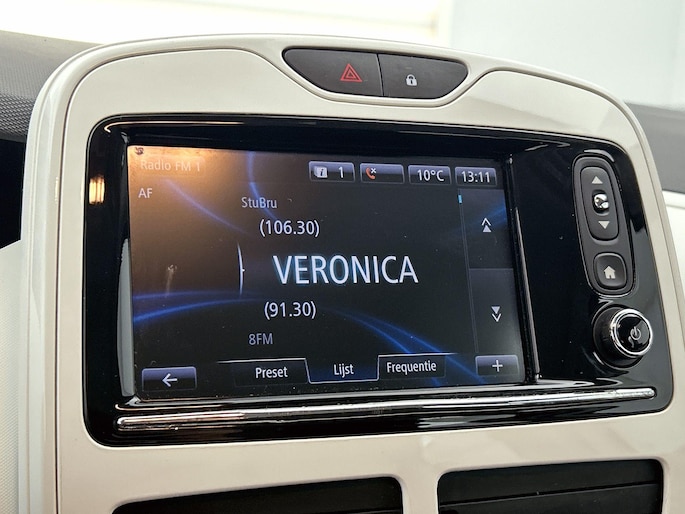 Radio FM 1
i 1 10°C 13:11
AF
StuBru
(106.30)
VERONICA
(91.30)
8FM
Preset Lijst Frequentie +